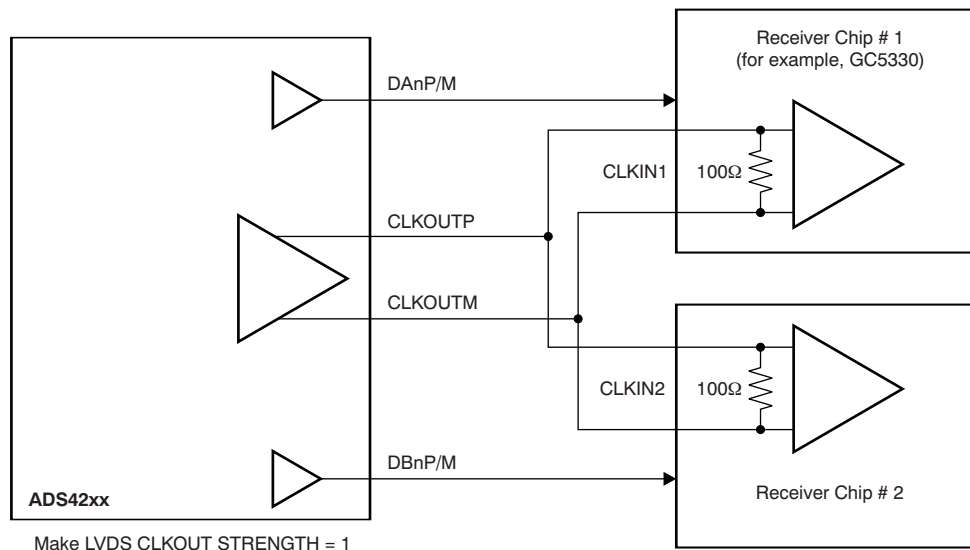 Receiver Chip # 1
(for example, GC5330)
DAnP/M
CLKIN1
100Ω
CLKOUTP
CLKOUTM
CLKIN2
100Ω
DBnP/M
ADS42xx
Receiver Chip # 2
Make LVDS CLKOUT STRENGTH = 1